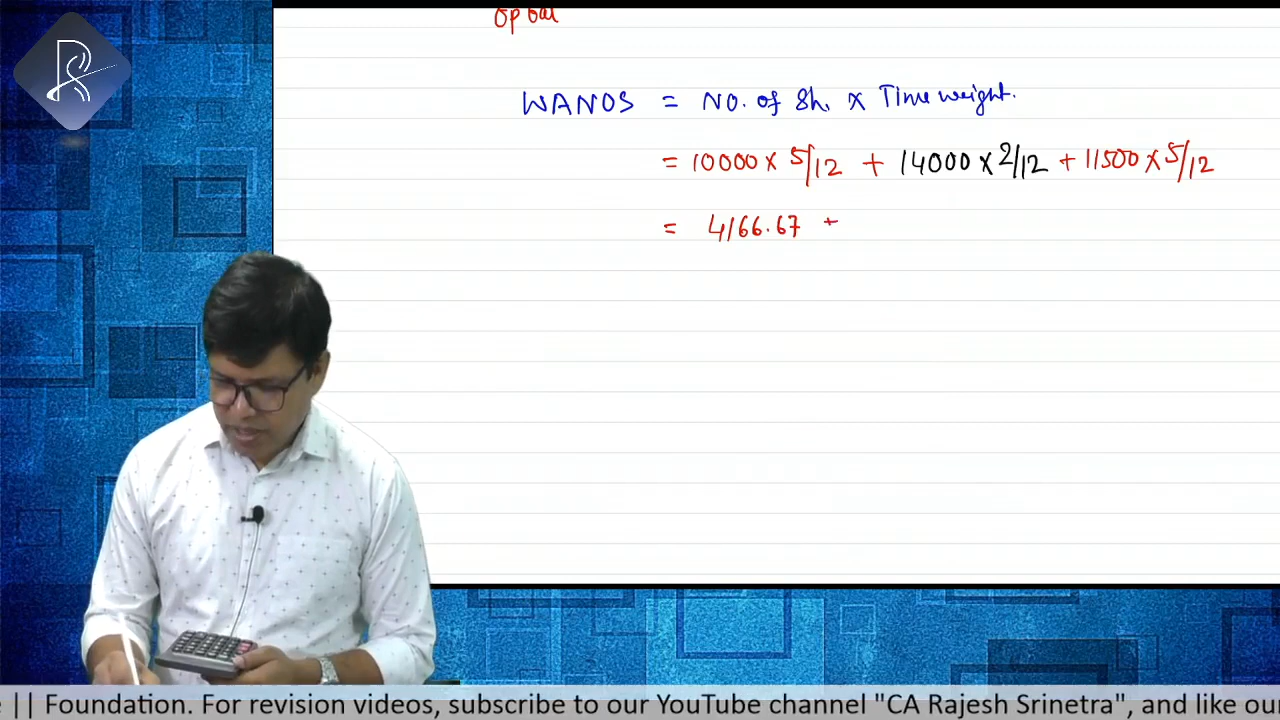 Op bal
WANOS = NO. of Sh. x Time weight.
= 10000 x 5/12 + 14000 x 2/12 + 11500 x 5/12
= 4166.67 +
|| Foundation. For revision videos, subscribe to our YouTube channel "CA Rajesh Srinetra", and like ou